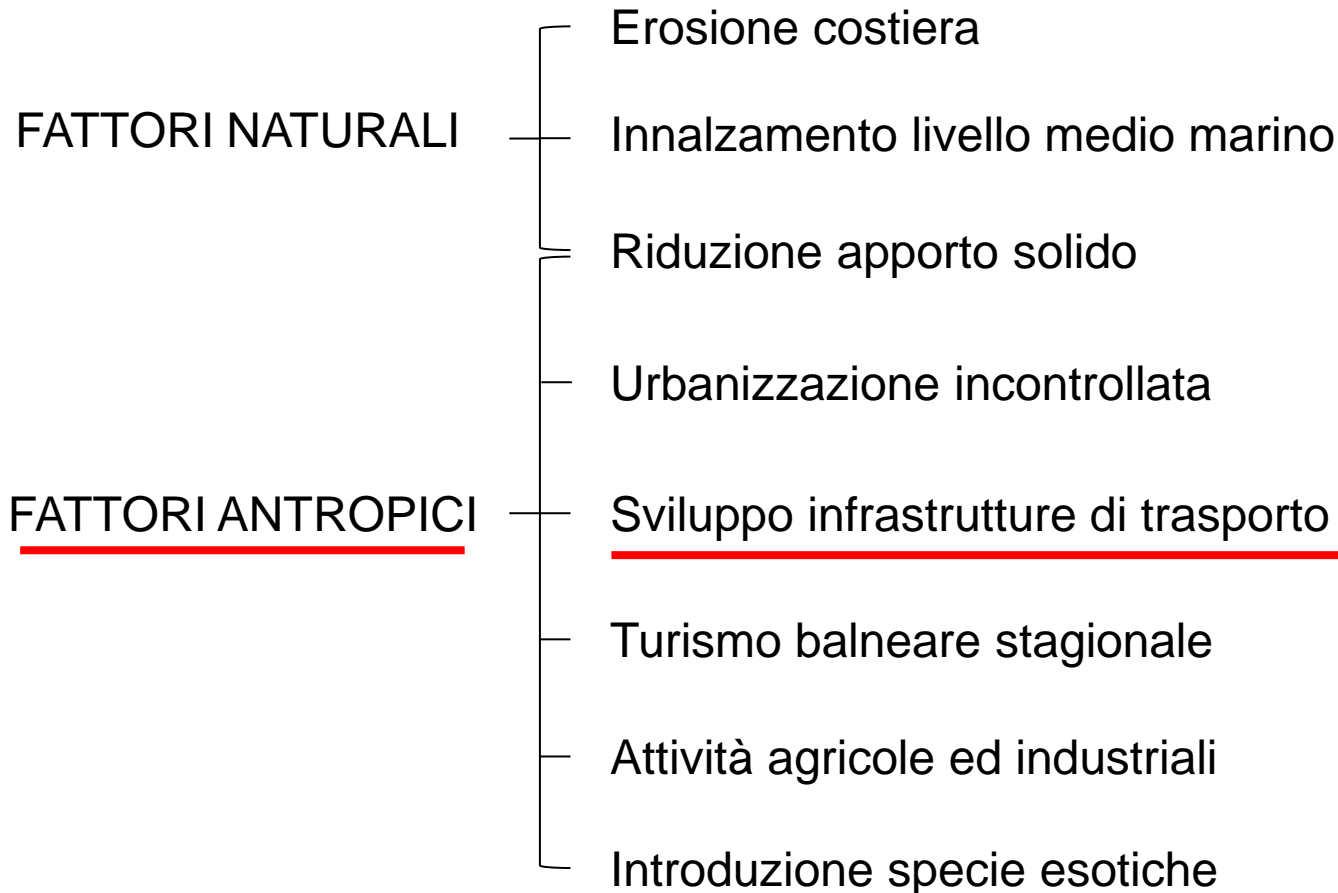 Erosione costiera
FATTORI NATURALI
Innalzamento livello medio marino
Riduzione apporto solido
Urbanizzazione incontrollata
FATTORI ANTROPICI
Sviluppo infrastrutture di trasporto
Turismo balneare stagionale
Attività agricole ed industriali
Introduzione specie esotiche